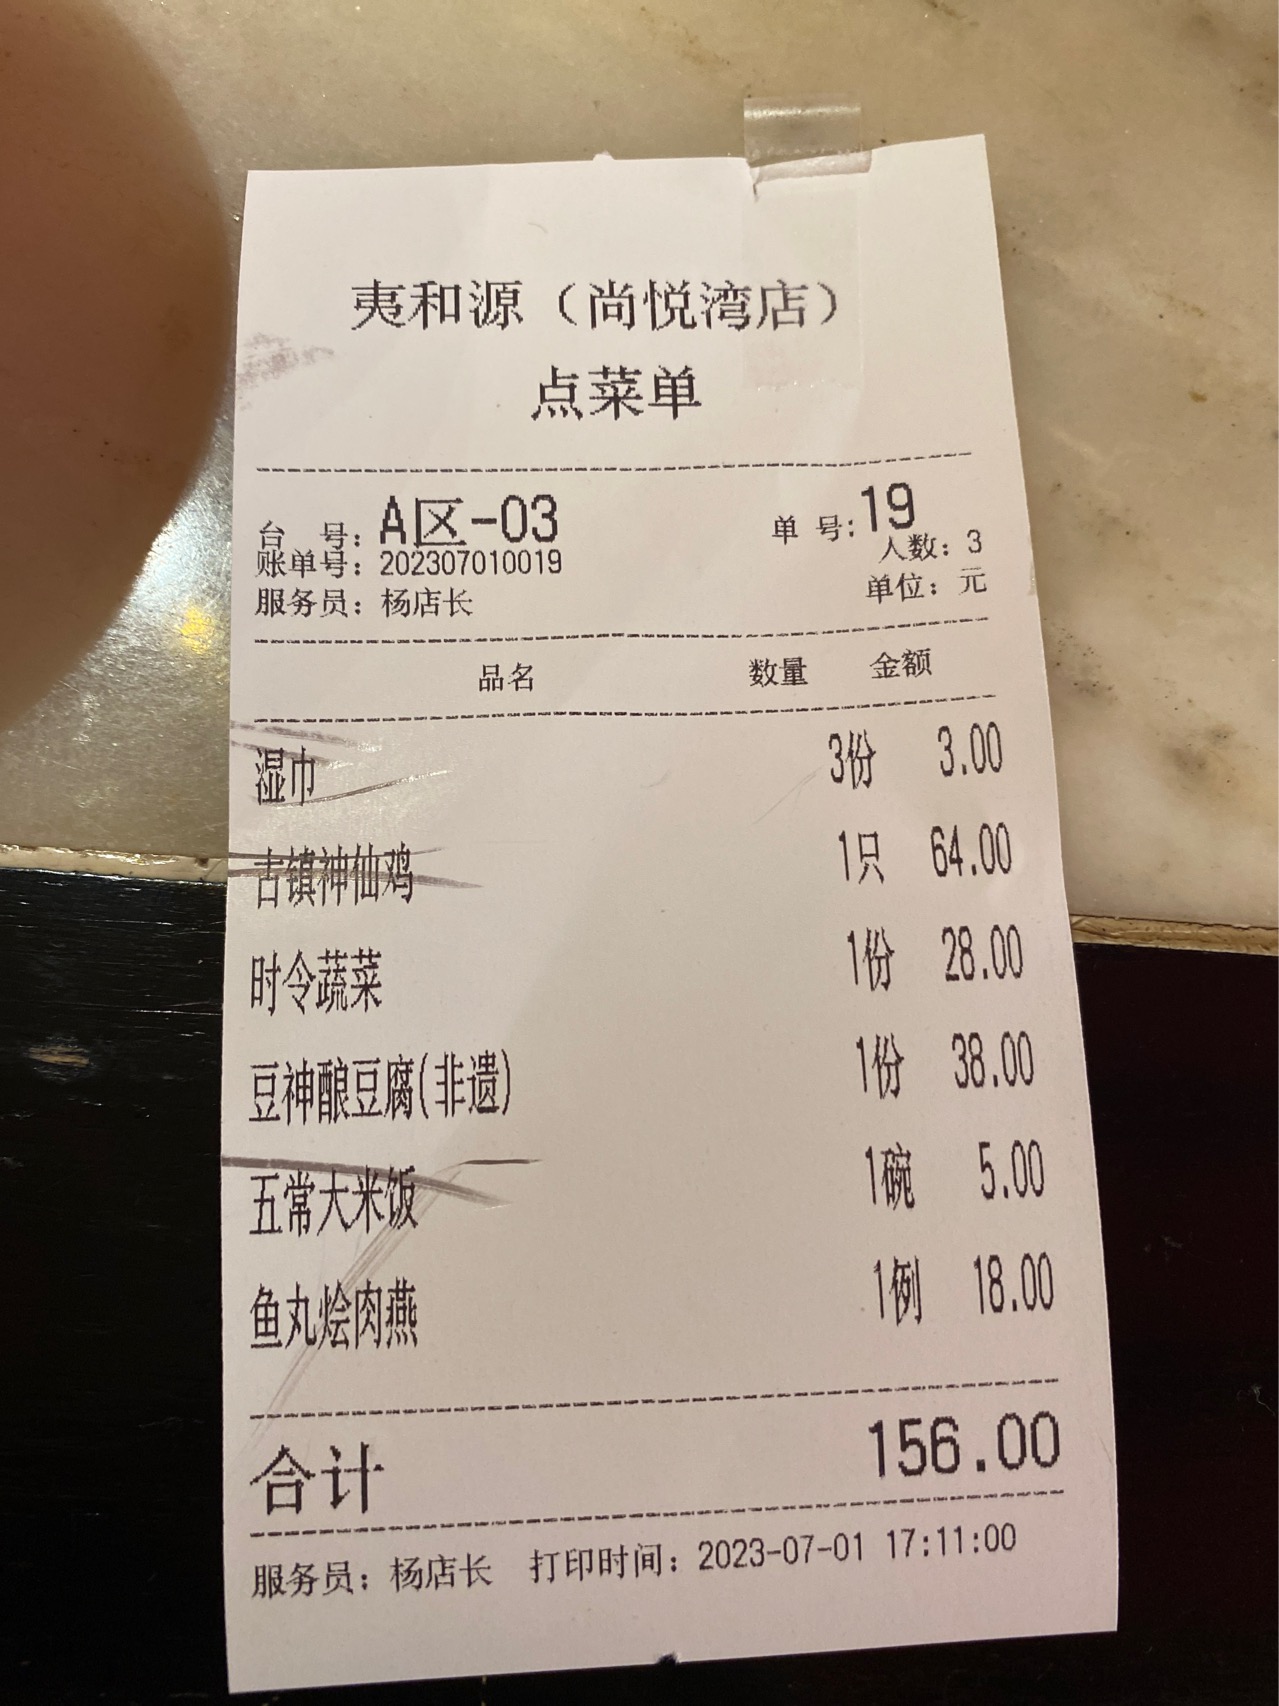 夷和源（尚悦湾店）
点菜单
台 号：A区-03 单 号：19
人数：3
账单号：202307010019
服务员：杨店长 单位：元
品名 数量 金额
湿巾 3份 3.00
古镇神仙鸡 1只 64.00
时令蔬菜 1份 28.00
豆神酿豆腐(非遗) 1份 38.00
五常大米饭 1碗 5.00
鱼丸烩肉燕 1例 18.00
合计 156.00
服务员：杨店长 打印时间：2023-07-01 17:11:00